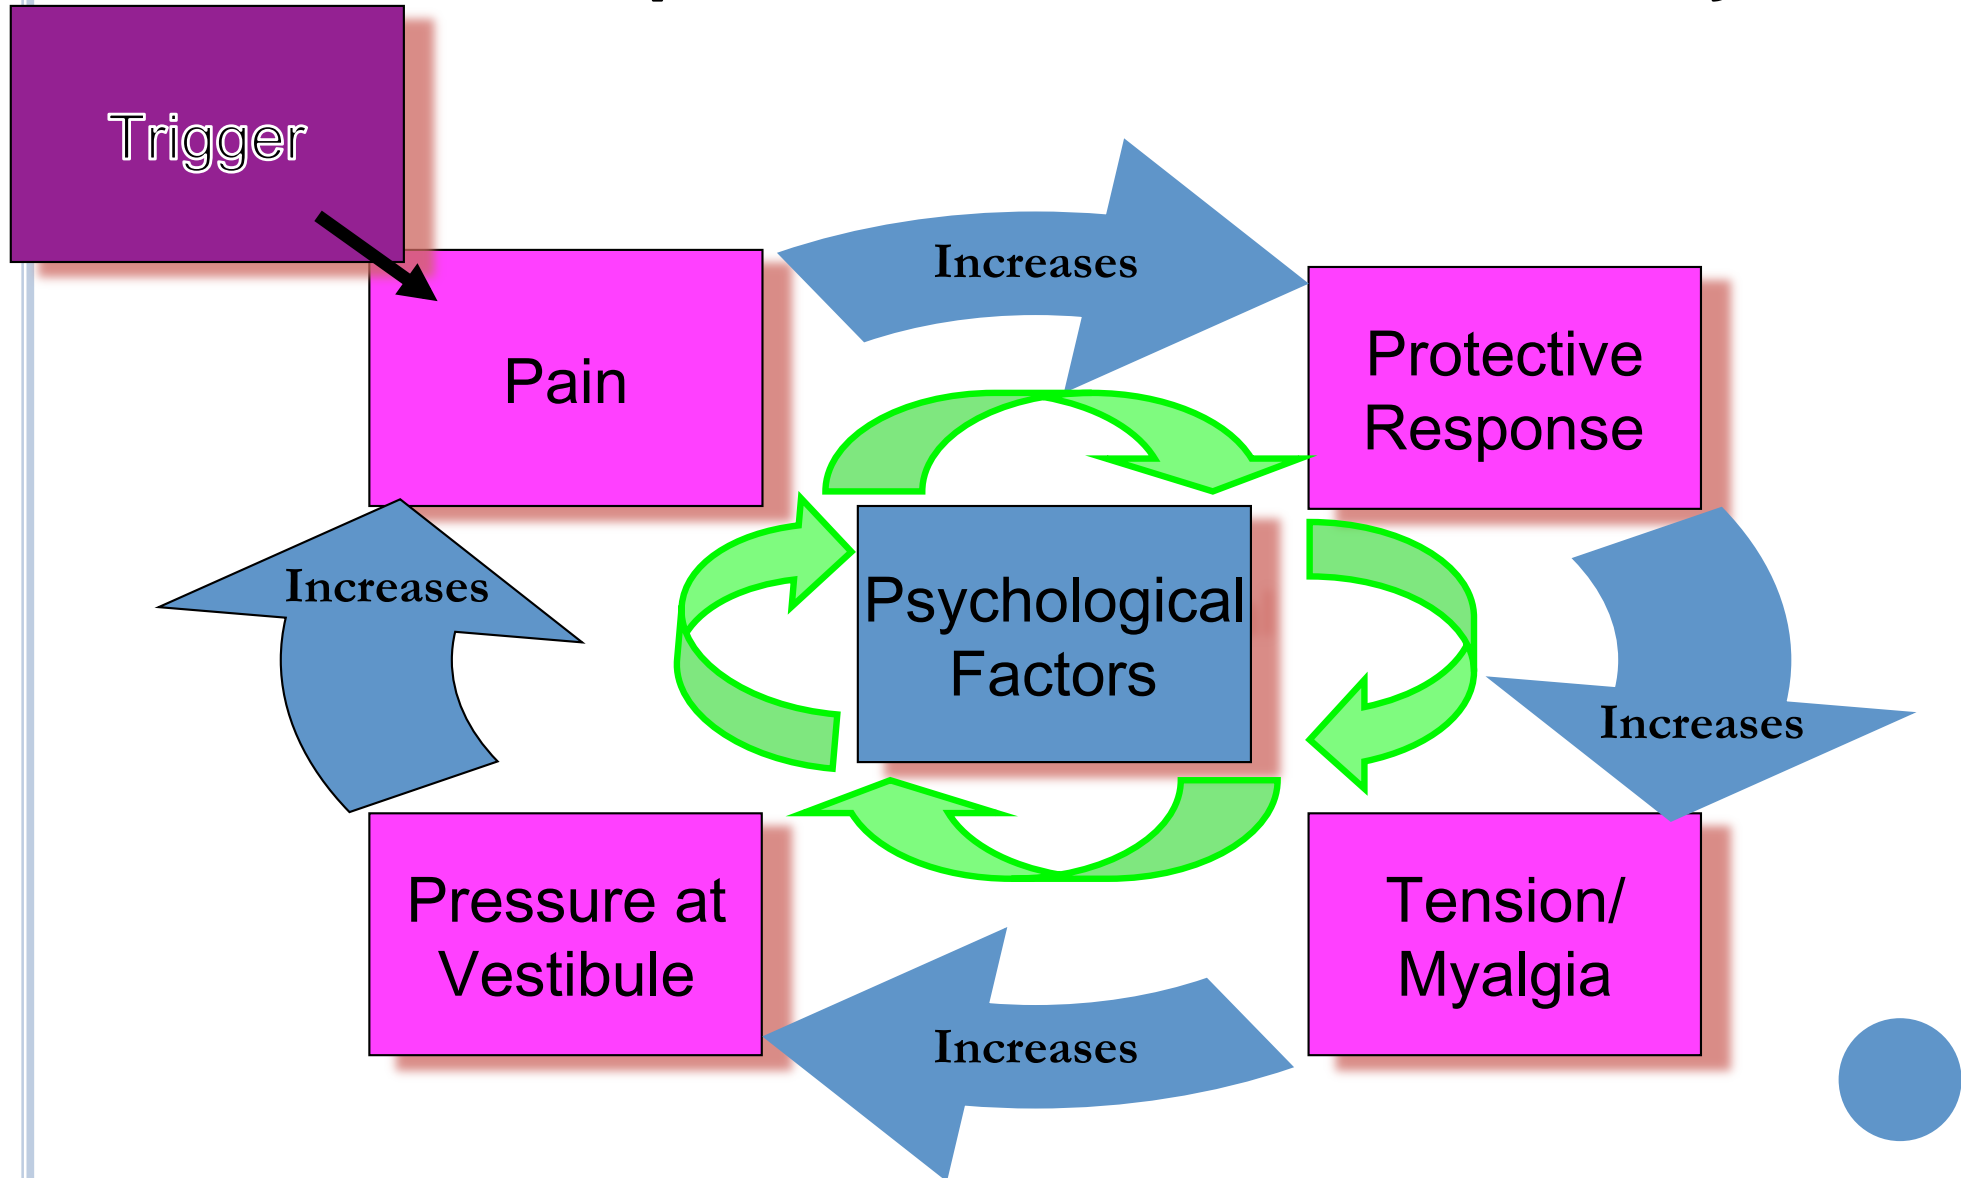 Trigger
Pain
Increases
Protective
Response
Increases
Psychological
Factors
Increases
Pressure at
Vestibule
Tension/
Myalgia
Increases